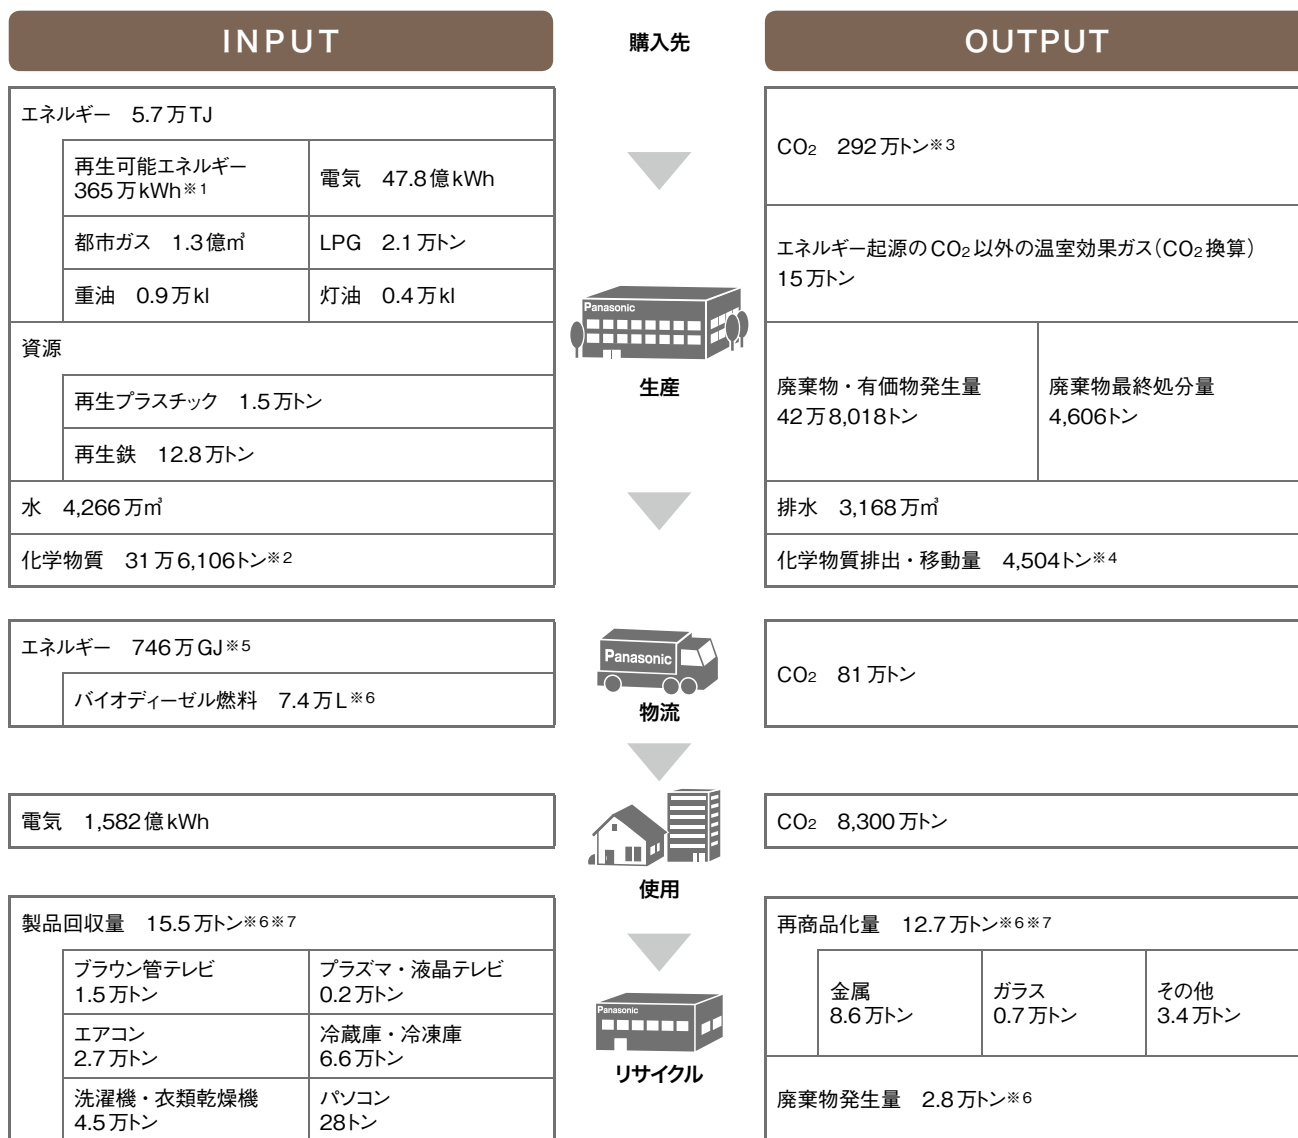 INPUT
購入先
OUTPUT
エネルギー 5.7万TJ
再生可能エネルギー
365万kWh※1
電気 47.8億kWh
都市ガス 1.3億㎥
LPG 2.1万トン
重油 0.9万kl
灯油 0.4万kl
資源
再生プラスチック 1.5万トン
再生鉄 12.8万トン
水 4,266万㎥
化学物質 31万6,106トン※2
Panasonic
生産
CO2 292万トン※3
エネルギー起源のCO2以外の温室効果ガス(CO2換算)
15万トン
廃棄物・有価物発生量
42万8,018トン
廃棄物最終処分量
4,606トン
排水 3,168万㎥
化学物質排出・移動量 4,504トン※4
エネルギー 746万GJ※5
バイオディーゼル燃料 7.4万L※6
Panasonic
物流
CO2 81万トン
電気 1,582億kWh
使用
CO2 8,300万トン
製品回収量 15.5万トン※6※7
ブラウン管テレビ
1.5万トン
プラズマ・液晶テレビ
0.2万トン
エアコン
2.7万トン
冷蔵庫・冷凍庫
6.6万トン
洗濯機・衣類乾燥機
4.5万トン
パソコン
28トン
Panasonic
リサイクル
再商品化量 12.7万トン※6※7
金属
8.6万トン
ガラス
0.7万トン
その他
3.4万トン
廃棄物発生量 2.8万トン※6